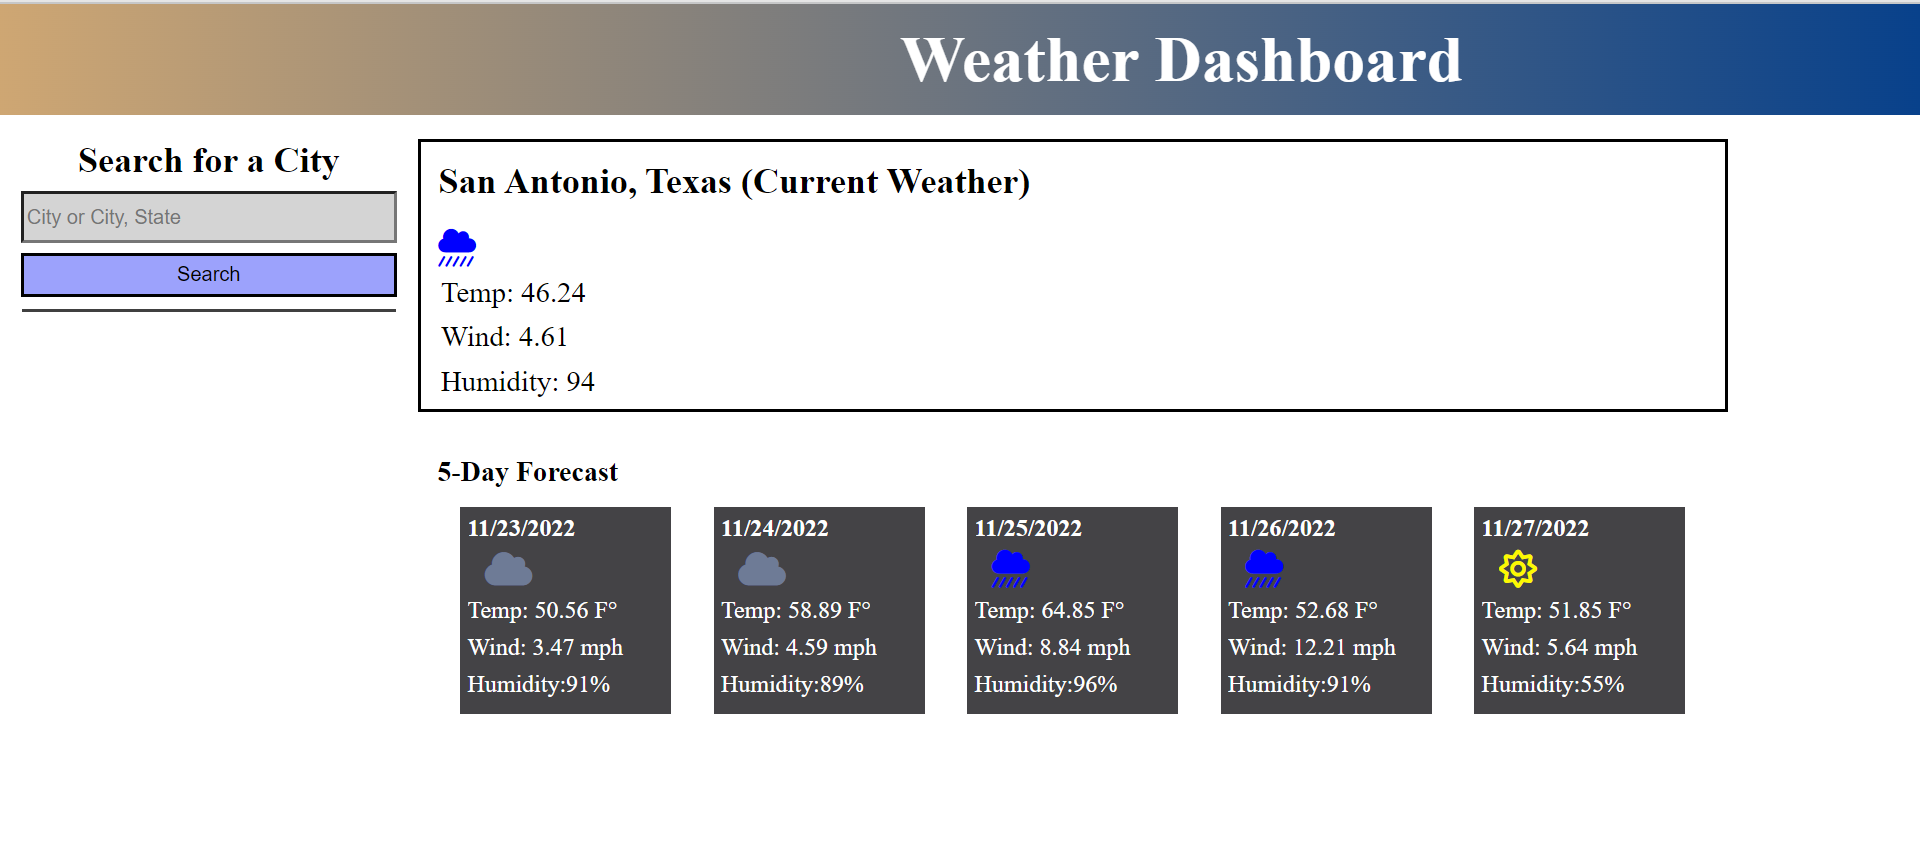 Weather Dashboard
Search for a City
City or City, State
Search
San Antonio, Texas (Current Weather)
Temp: 46.24
Wind: 4.61
Humidity: 94
5-Day Forecast
11/23/2022
Temp: 50.56 F°
Wind: 3.47 mph
Humidity:91%
11/24/2022
Temp: 58.89 F°
Wind: 4.59 mph
Humidity:89%
11/25/2022
Temp: 64.85 F°
Wind: 8.84 mph
Humidity:96%
11/26/2022
Temp: 52.68 F°
Wind: 12.21 mph
Humidity:91%
11/27/2022
Temp: 51.85 F°
Wind: 5.64 mph
Humidity:55%